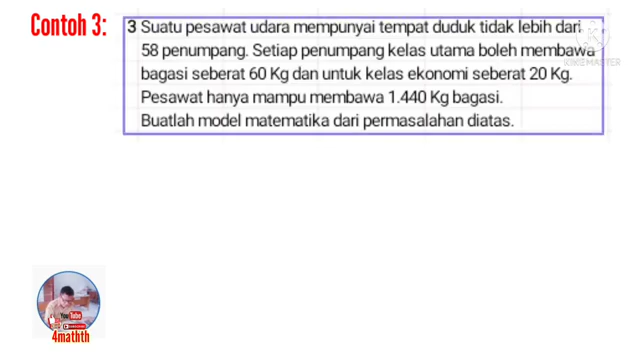 Contoh 3:
3 Suatu pesawat udara mempunyai tempat duduk tidak lebih dari
58 penumpang. Setiap penumpang kelas utama boleh membawa
bagasi seberat 60 Kg dan untuk kelas ekonomi seberat 20 Kg.
Pesawat hanya mampu membawa 1.440 Kg bagasi.
Buatlah model matematika dari permasalahan diatas.
KINEMASTER
YouTube
4mathth